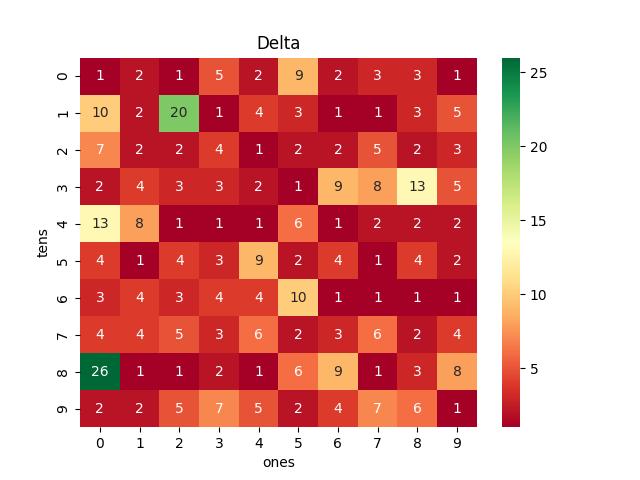 Delta
0 1 2 1 5 2 9 2 3 3 1
1 10 2 20 1 4 3 1 1 3 5
2 7 2 2 4 1 2 2 5 2 3
3 2 4 3 3 2 1 9 8 13 5
4 13 8 1 1 1 6 1 2 2 2
5 4 1 4 3 9 2 4 1 4 2
6 3 4 3 4 4 10 1 1 1 1
7 4 4 5 3 6 2 3 6 2 4
8 26 1 1 2 1 6 9 1 3 8
9 2 2 5 7 5 2 4 7 6 1
0 1 2 3 4 5 6 7 8 9
ones
tens
25
20
15
10
5